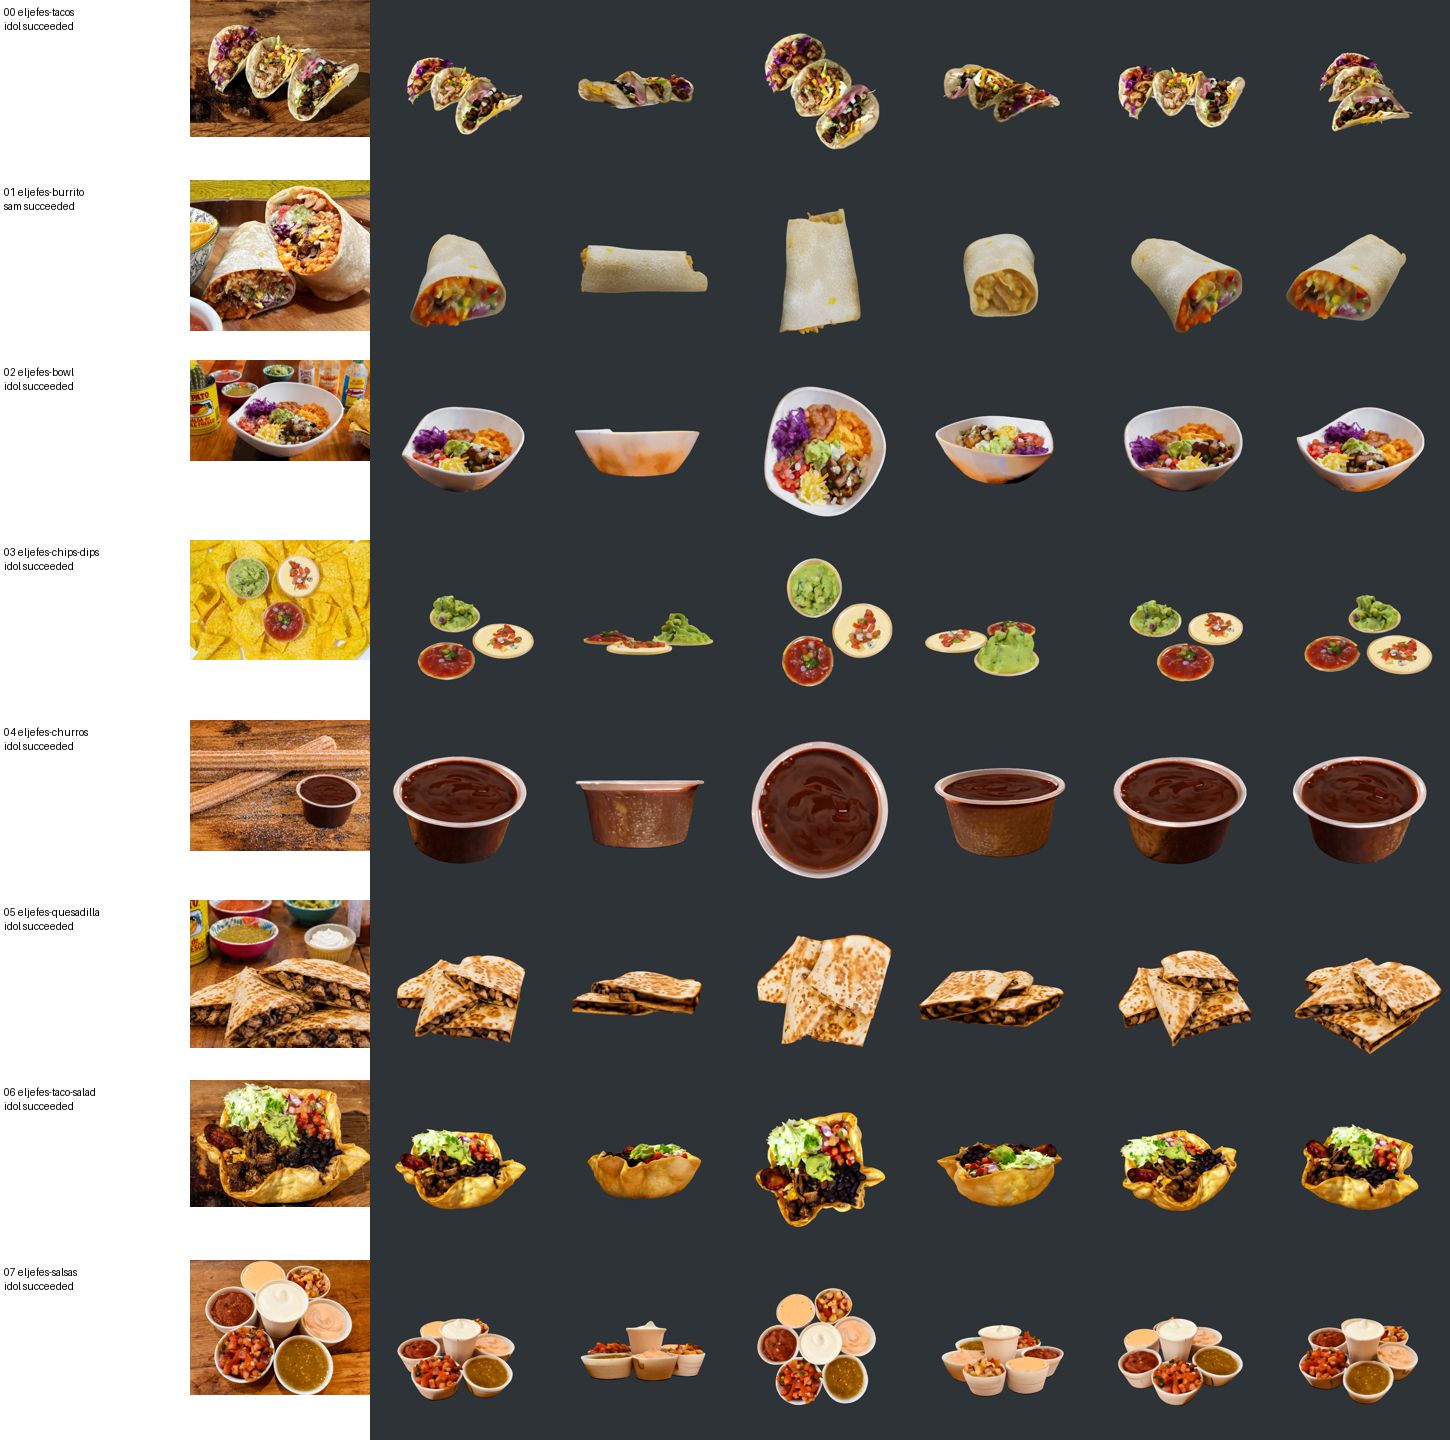 00 eljefes-tacos
idol succeeded
01 eljefes-burrito
sam succeeded
02 eljefes-bowl
idol succeeded
PATO
03 eljefes-chips-dips
idol succeeded
04 eljefes-churros
idol succeeded
05 eljefes-quesadilla
idol succeeded
06 eljefes-taco-salad
idol succeeded
07 eljefes-salsas
idol succeeded